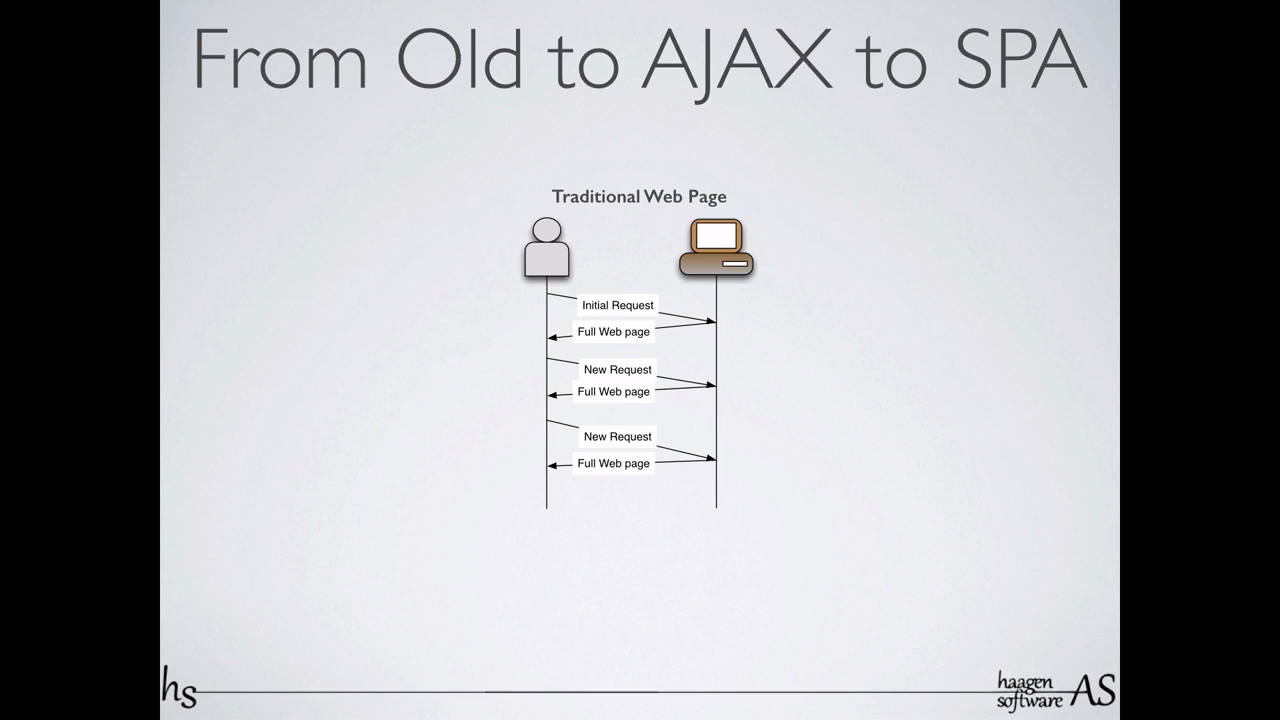 From Old to AJAX to SPA
Traditional Web Page
Initial Request
Full Web page
New Request
Full Web page
New Request
Full Web page
hs
haagen
software AS